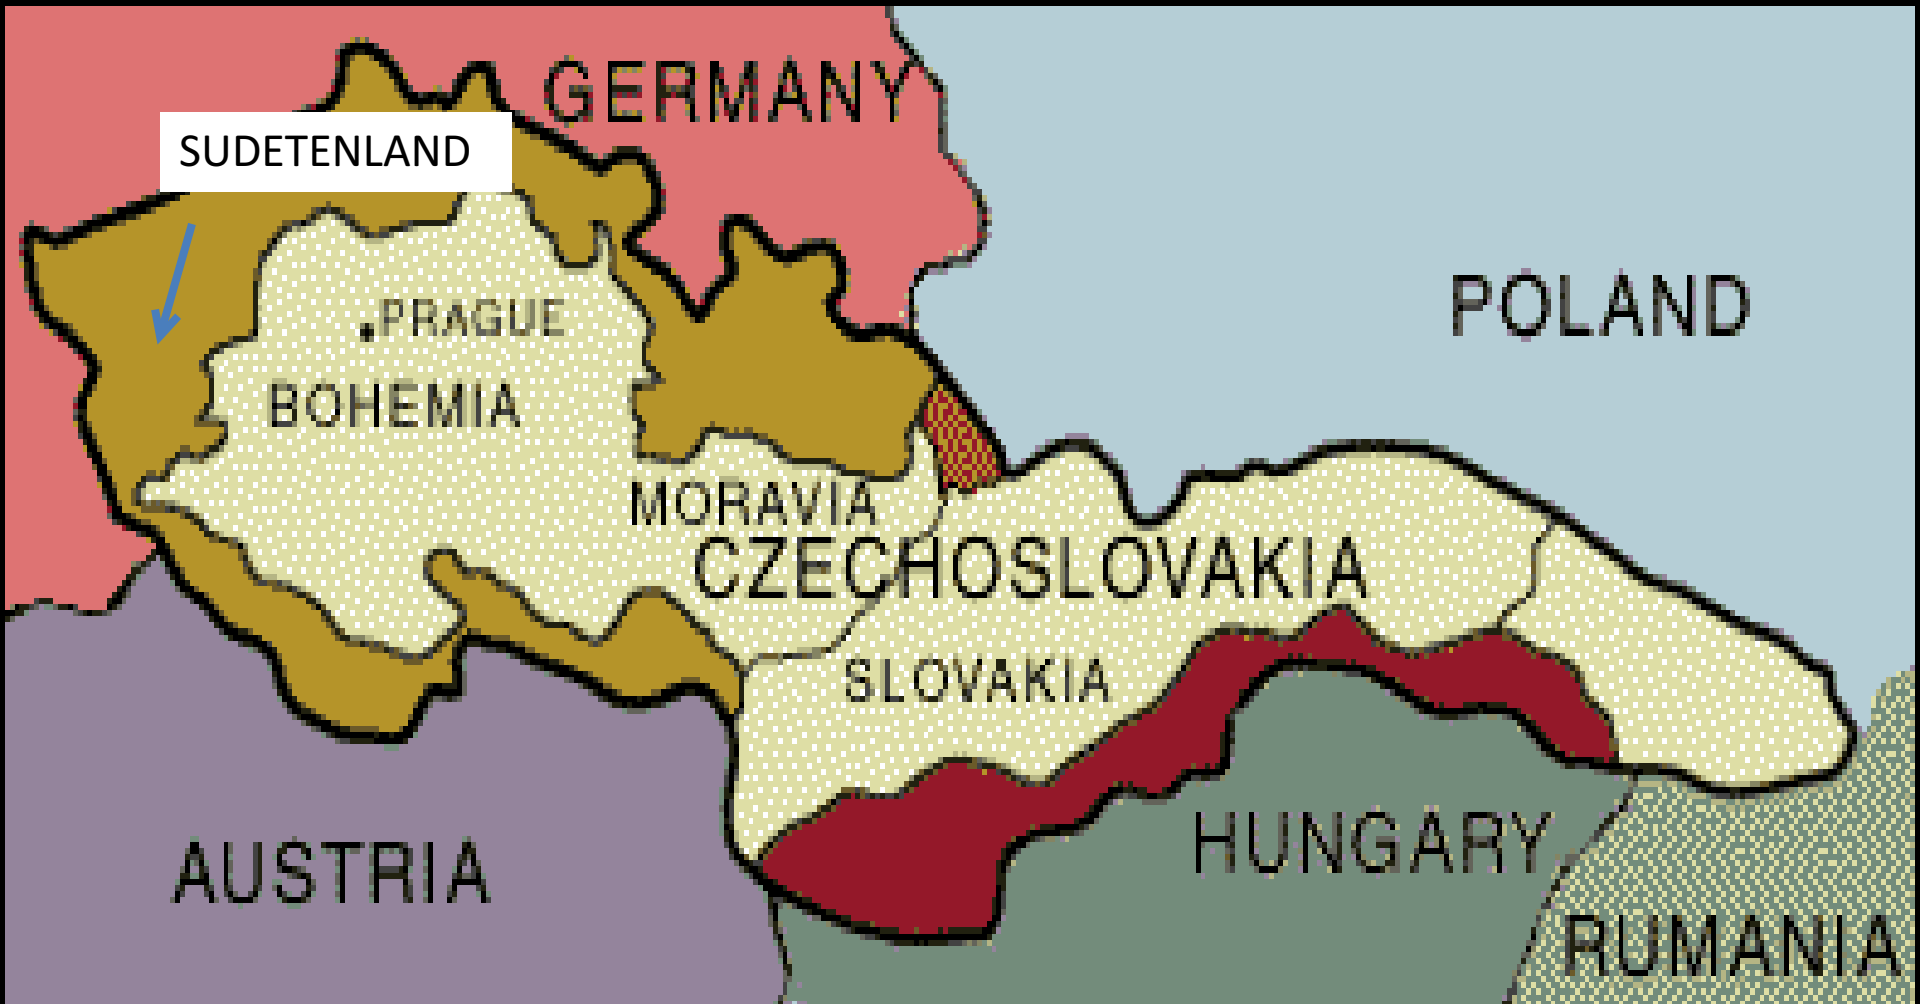 GERMANY
SUDETENLAND
POLAND
PRAGUE
BOHEMIA
MORAVIA
CZECHOSLOVAKIA
SLOVAKIA
HUNGARY
AUSTRIA
RUMANIA